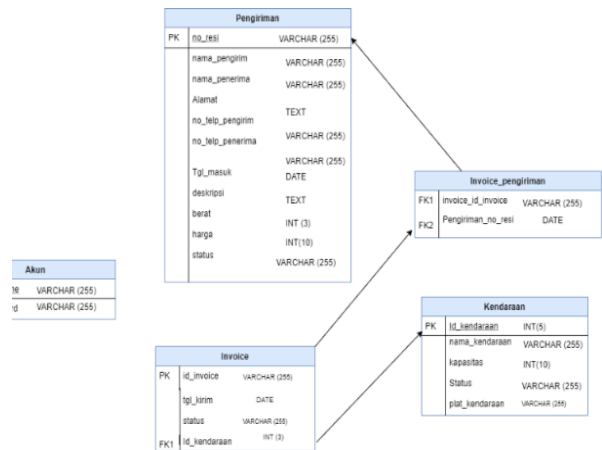 Pengiriman
PK no_resi VARCHAR (255)
nama_pengirim VARCHAR (255)
nama_penerima VARCHAR (255)
Alamat TEXT
no_telp_pengirim VARCHAR (255)
no_telp_penerima VARCHAR (255)
Tgl_masuk DATE
deskripsi TEXT
berat INT (3)
harga INT(10)
status VARCHAR (255)
Invoice_pengiriman
FK1 invoice_id_invoice VARCHAR (255)
FK2 Pengiriman_no_resi DATE
Akun
ne VARCHAR (255)
rd VARCHAR (255)
Kendaraan
PK Id_kendaraan INT(5)
nama_kendaraan VARCHAR (255)
kapasitas INT(10)
Status VARCHAR (255)
plat_kendaraan VARCHAR (255)
Invoice
PK id_invoice VARCHAR (255)
tgl_kirim DATE
status VARCHAR (255)
FK1 Id_kendaraan INT (3)